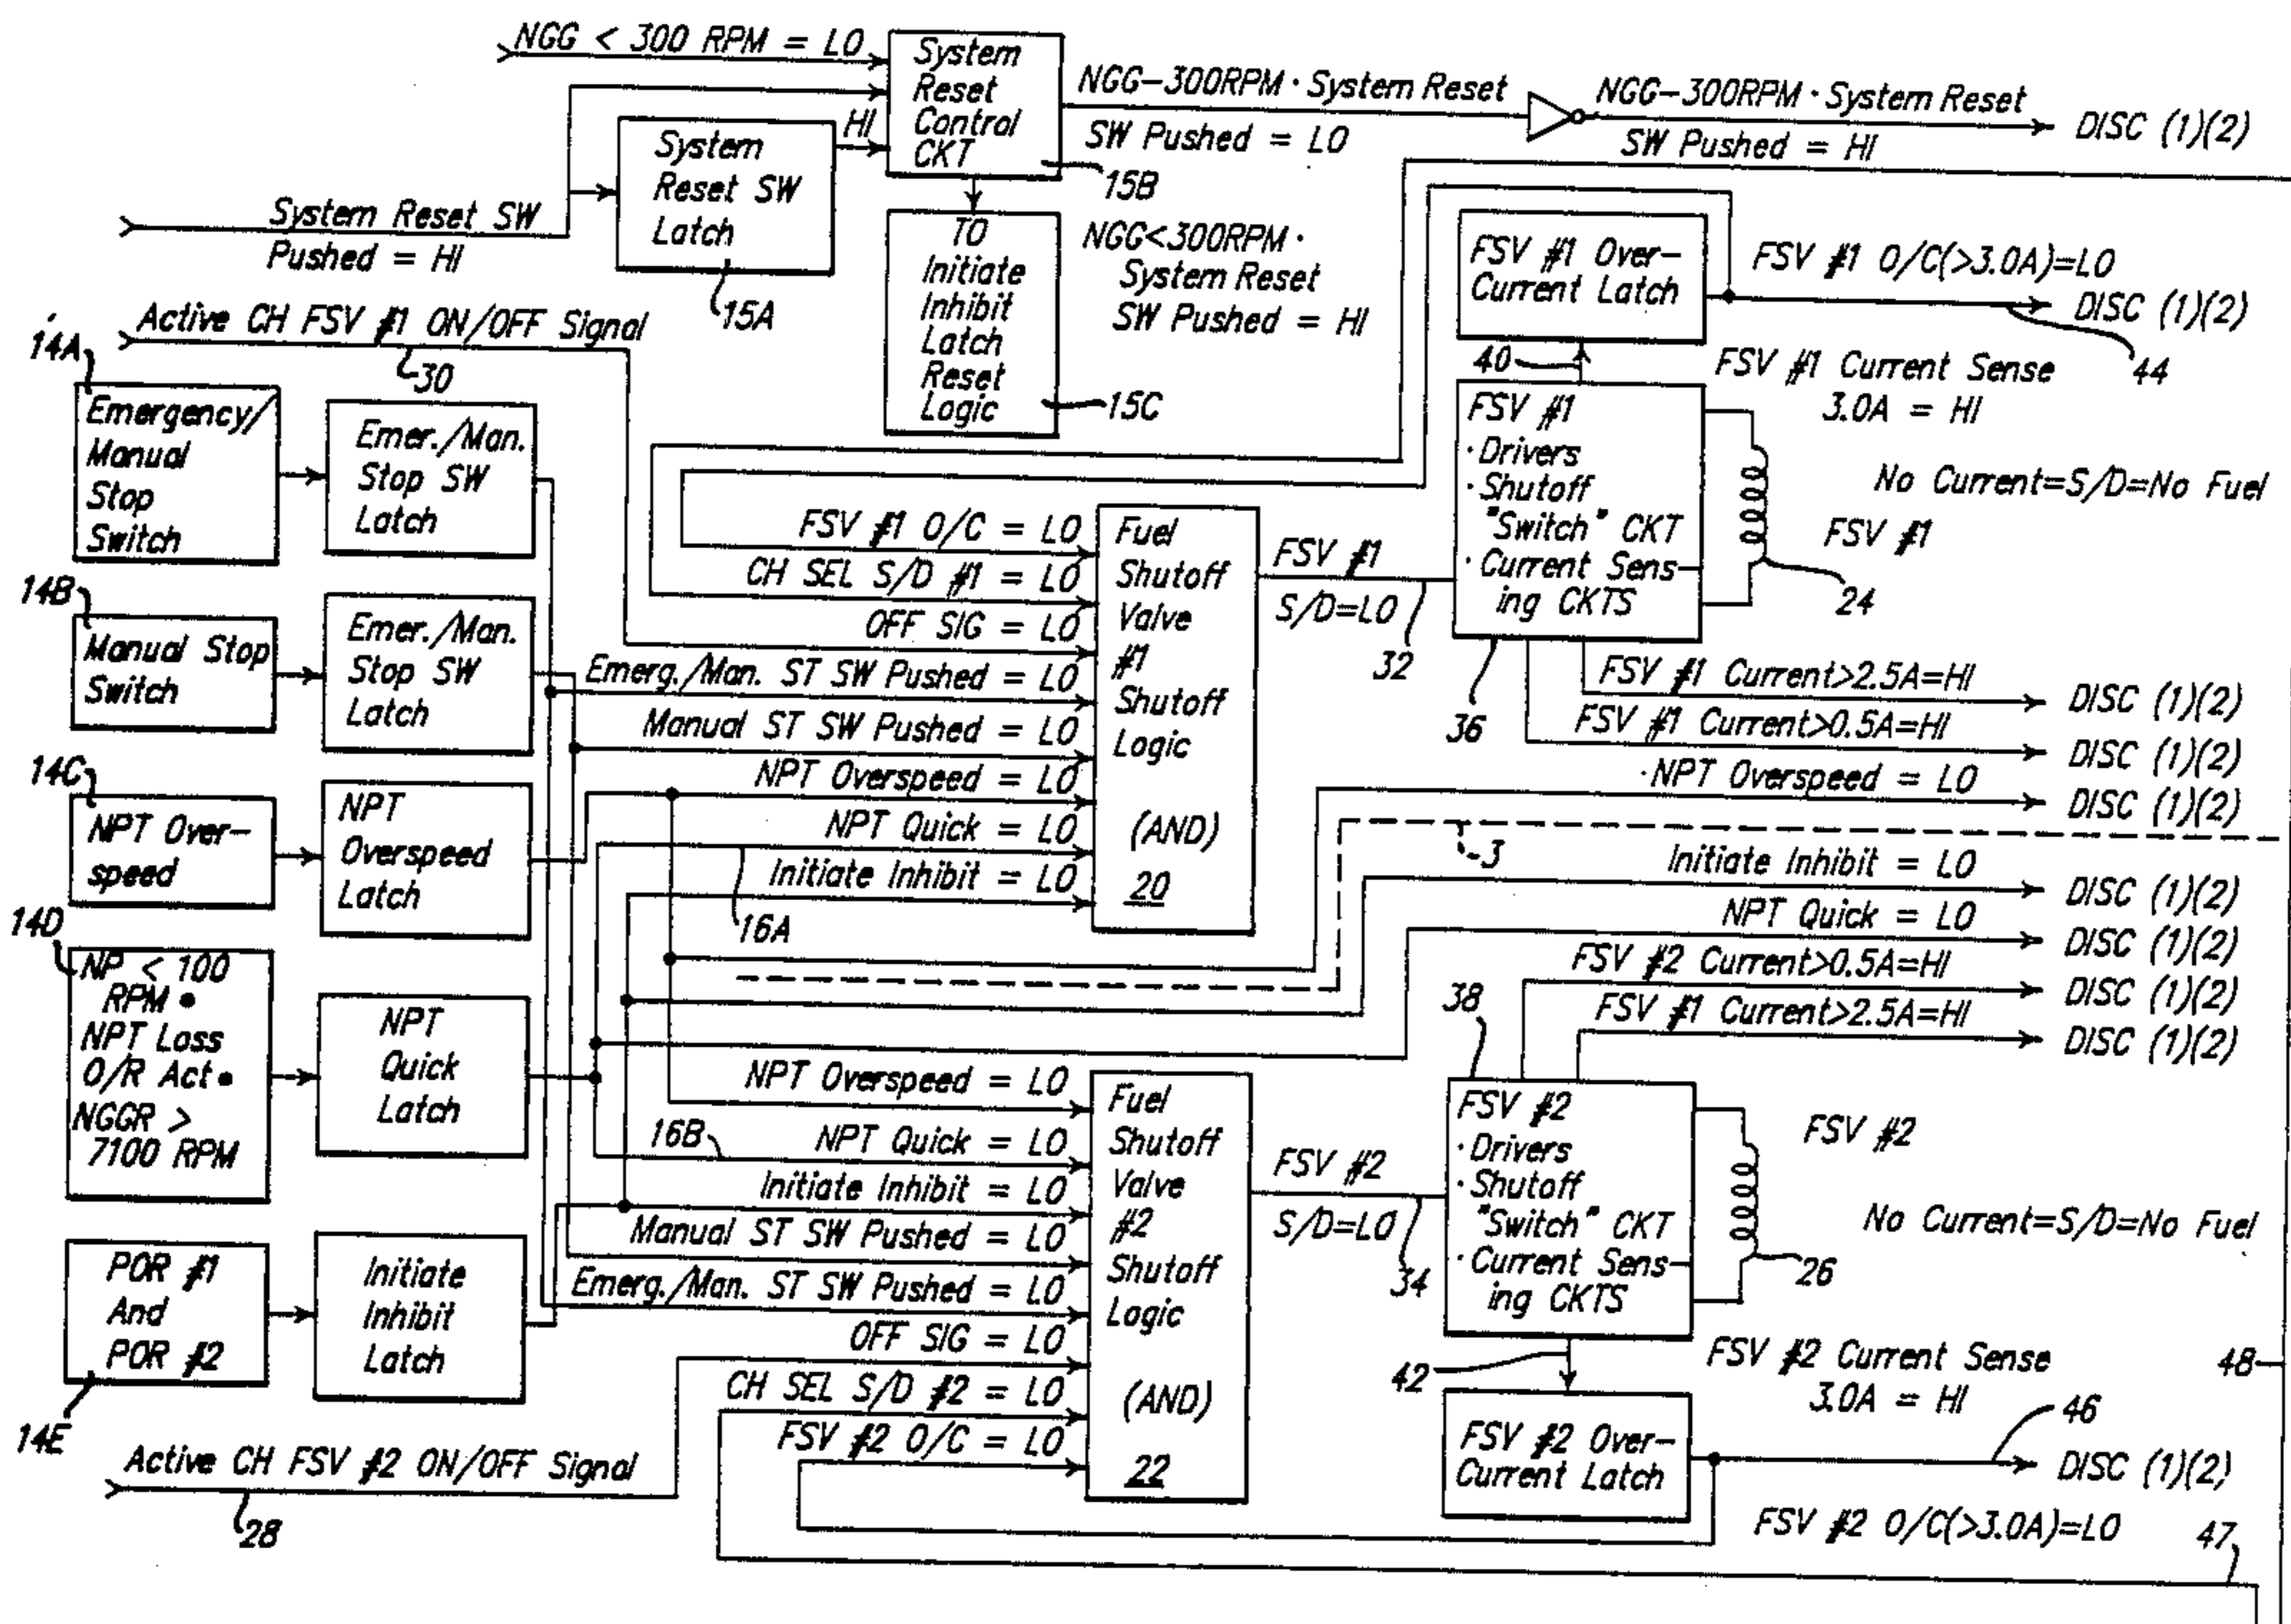 NGG < 300 RPM = LO
System
Reset
Control
CKT
15B
NGG-300RPM · System Reset
SW Pushed = LO
NGG-300RPM · System Reset
SW Pushed = HI
DISC (1)(2)
HI
System
Reset SW
Latch
15A
System Reset SW
Pushed = HI
TO
Initiate
Inhibit
Latch
Reset
Logic
15C
NGG<300RPM ·
System Reset
SW Pushed = HI
FSV #1 Over-
Current Latch
FSV #1 O/C(>3.0A)=LO
DISC (1)(2)
44
40
FSV #1 Current Sense
3.0A = HI
Active CH FSV #1 ON/OFF Signal
30
14A
Emergency/
Manual
Stop
Switch
Emer./Man.
Stop SW
Latch
14B
Manual Stop
Switch
Emer./Man.
Stop SW
Latch
14C
NPT Over-
speed
NPT
Overspeed
Latch
14D
NP < 100
RPM •
NPT Loss
O/R Act •
NGGR >
7100 RPM
NPT
Quick
Latch
POR #1
And
POR #2
14E
Initiate
Inhibit
Latch
Active CH FSV #2 ON/OFF Signal
28
FSV #1 O/C = LO
CH SEL S/D #1 = LO
OFF SIG = LO
Emerg./Man. ST SW Pushed = LO
Manual ST SW Pushed = LO
NPT Overspeed = LO
NPT Quick = LO
Initiate Inhibit = LO
16A
Fuel
Shutoff
Valve
#1
Shutoff
Logic
(AND)
20
FSV #1
S/D=LO
32
FSV #1
· Drivers
· Shutoff
"Switch" CKT
· Current Sens-
ing CKTS
36
No Current=S/D=No Fuel
FSV #1
24
FSV #1 Current>2.5A=HI
DISC (1)(2)
FSV #1 Current>0.5A=HI
DISC (1)(2)
·NPT Overspeed = LO
DISC (1)(2)
3
Initiate Inhibit = LO
DISC (1)(2)
NPT Quick = LO
DISC (1)(2)
FSV #2 Current>0.5A=HI
DISC (1)(2)
FSV #1 Current>2.5A=HI
DISC (1)(2)
38
NPT Overspeed = LO
16B
NPT Quick = LO
Initiate Inhibit = LO
Manual ST SW Pushed = LO
Emerg./Man. ST SW Pushed = LO
OFF SIG = LO
CH SEL S/D #2 = LO
FSV #2 O/C = LO
Fuel
Shutoff
Valve
#2
Shutoff
Logic
(AND)
22
FSV #2
S/D=LO
34
FSV #2
· Drivers
· Shutoff
"Switch" CKT
· Current Sens-
ing CKTS
FSV #2
No Current=S/D=No Fuel
26
42
FSV #2 Current Sense
3.0A = HI
48
FSV #2 Over-
Current Latch
46
DISC (1)(2)
FSV #2 O/C(>3.0A)=LO
47